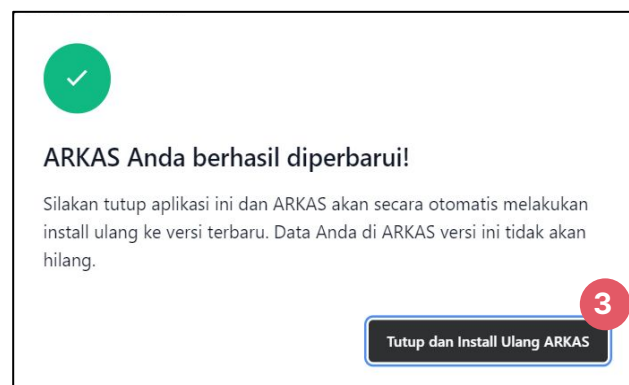 ARKAS Anda berhasil diperbarui!
Silakan tutup aplikasi ini dan ARKAS akan secara otomatis melakukan
install ulang ke versi terbaru. Data Anda di ARKAS versi ini tidak akan
hilang.
3
Tutup dan Install Ulang ARKAS